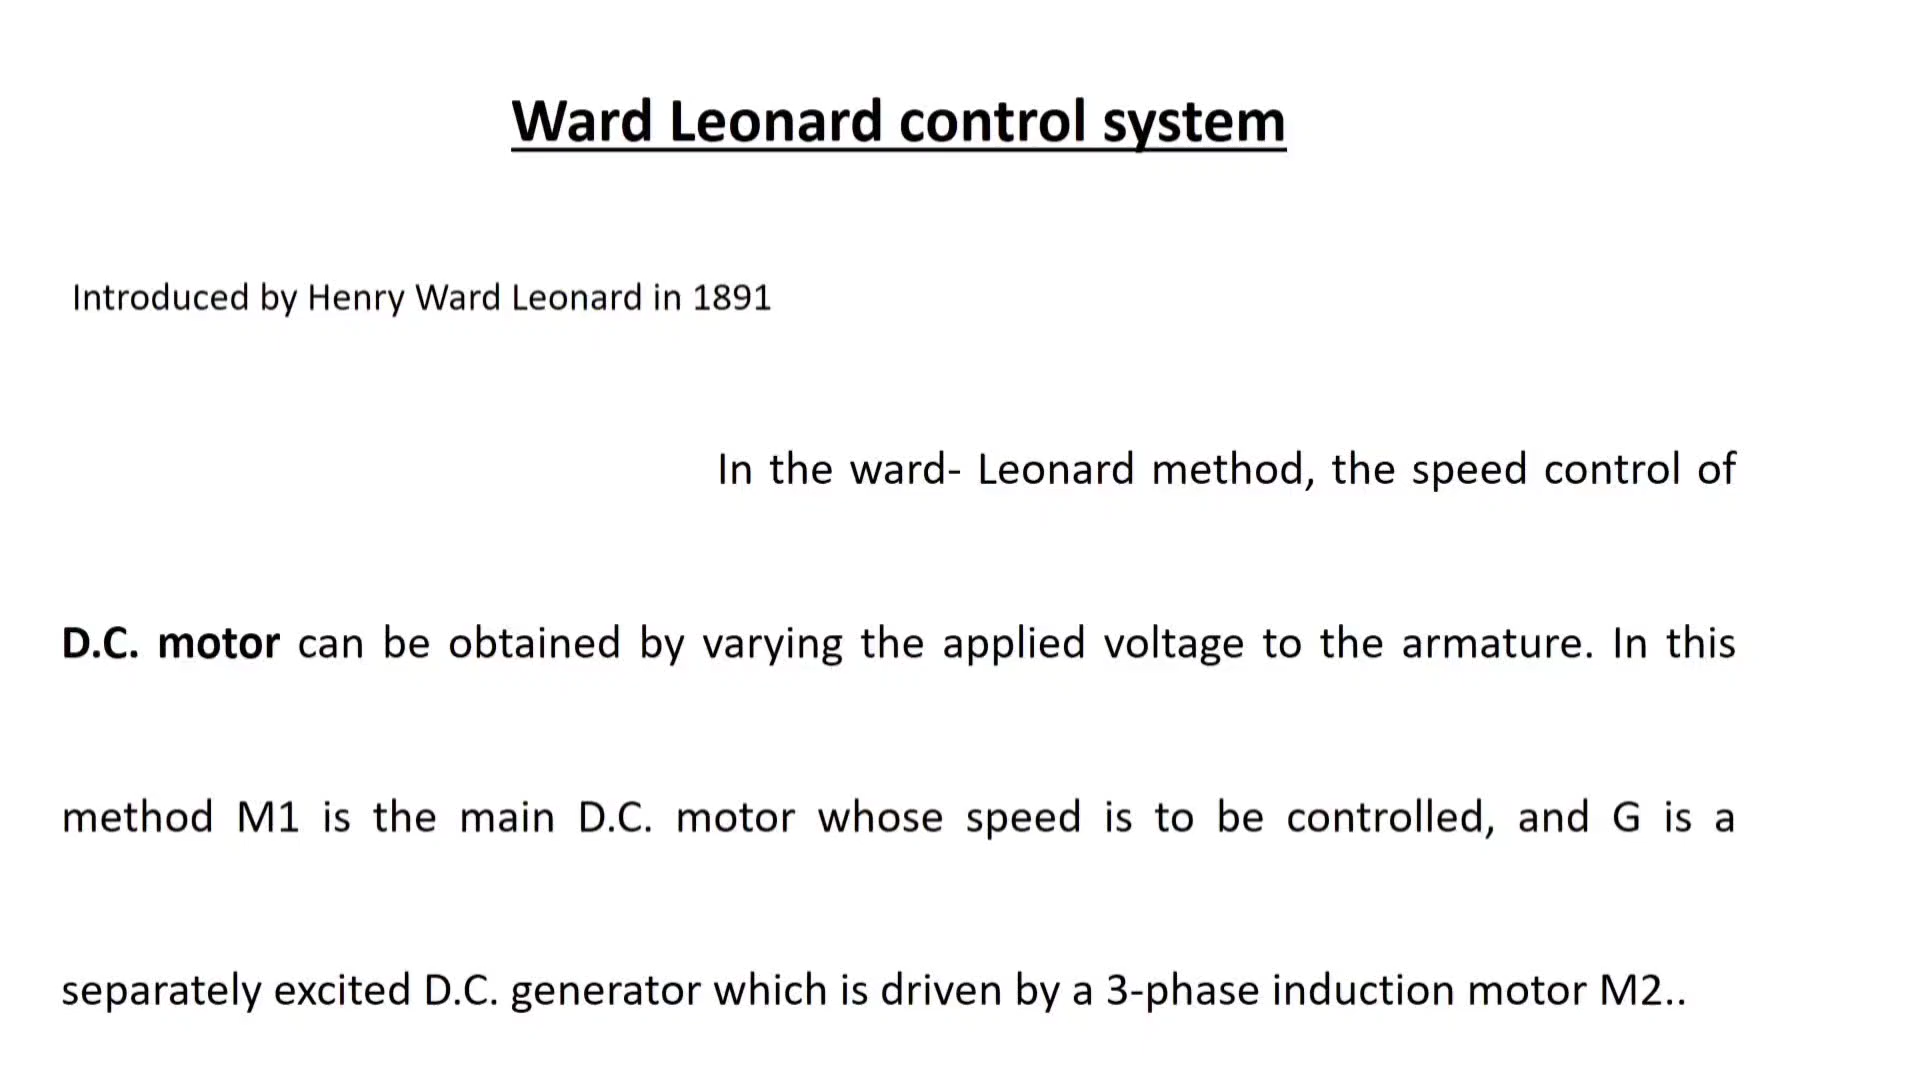 Ward Leonard control system
Introduced by Henry Ward Leonard in 1891
In the ward- Leonard method, the speed control of
D.C. motor can be obtained by varying the applied voltage to the armature. In this
method M1 is the main D.C. motor whose speed is to be controlled, and G is a
separately excited D.C. generator which is driven by a 3-phase induction motor M2..